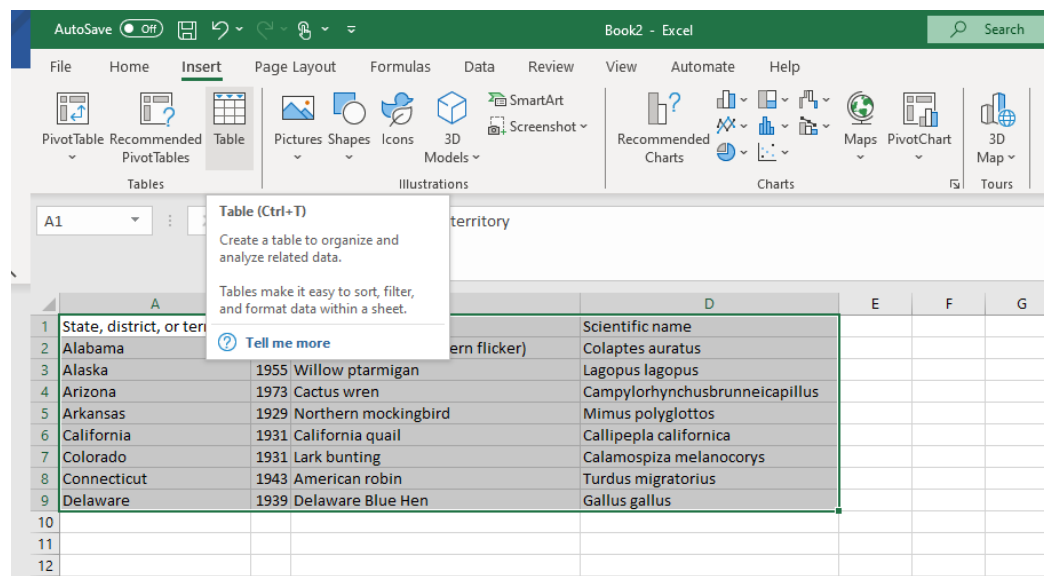 AutoSave Off Book2 - Excel Search
File Home Insert Page Layout Formulas Data Review View Automate Help
PivotTable Recommended PivotTables Table
Pictures Shapes Icons 3D Models SmartArt Screenshot
Recommended Charts Maps PivotChart 3D Map
Tables Illustrations Charts Tours
A1 territory
Table (Ctrl+T)
Create a table to organize and
analyze related data.
Tables make it easy to sort, filter,
and format data within a sheet.
Tell me more
A D E F G
1 State, district, or Scientific name
2 Alabama flicker) Colaptes auratus
3 Alaska 1955 Willow ptarmigan Lagopus lagopus
4 Arizona 1973 Cactus wren Campylorhynchusbrunneicapillus
5 Arkansas 1929 Northern mockingbird Mimus polyglottos
6 California 1931 California quail Callipepla californica
7 Colorado 1931 Lark bunting Calamospiza melanocorys
8 Connecticut 1943 American robin Turdus migratorius
9 Delaware 1939 Delaware Blue Hen Gallus gallus
10
11
12